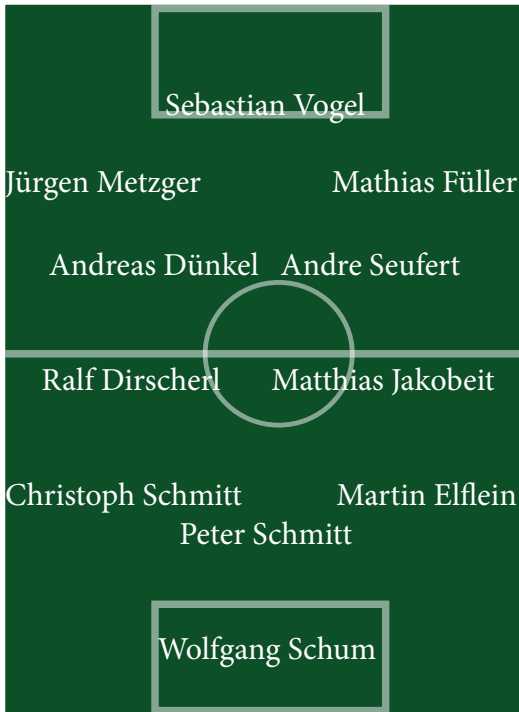 Sebastian Vogel
Jürgen Metzger Mathias Füller
Andreas Dünkel Andre Seufert
Ralf Dirscherl Matthias Jakobeit
Christoph Schmitt Martin Elflein
Peter Schmitt
Wolfgang Schum